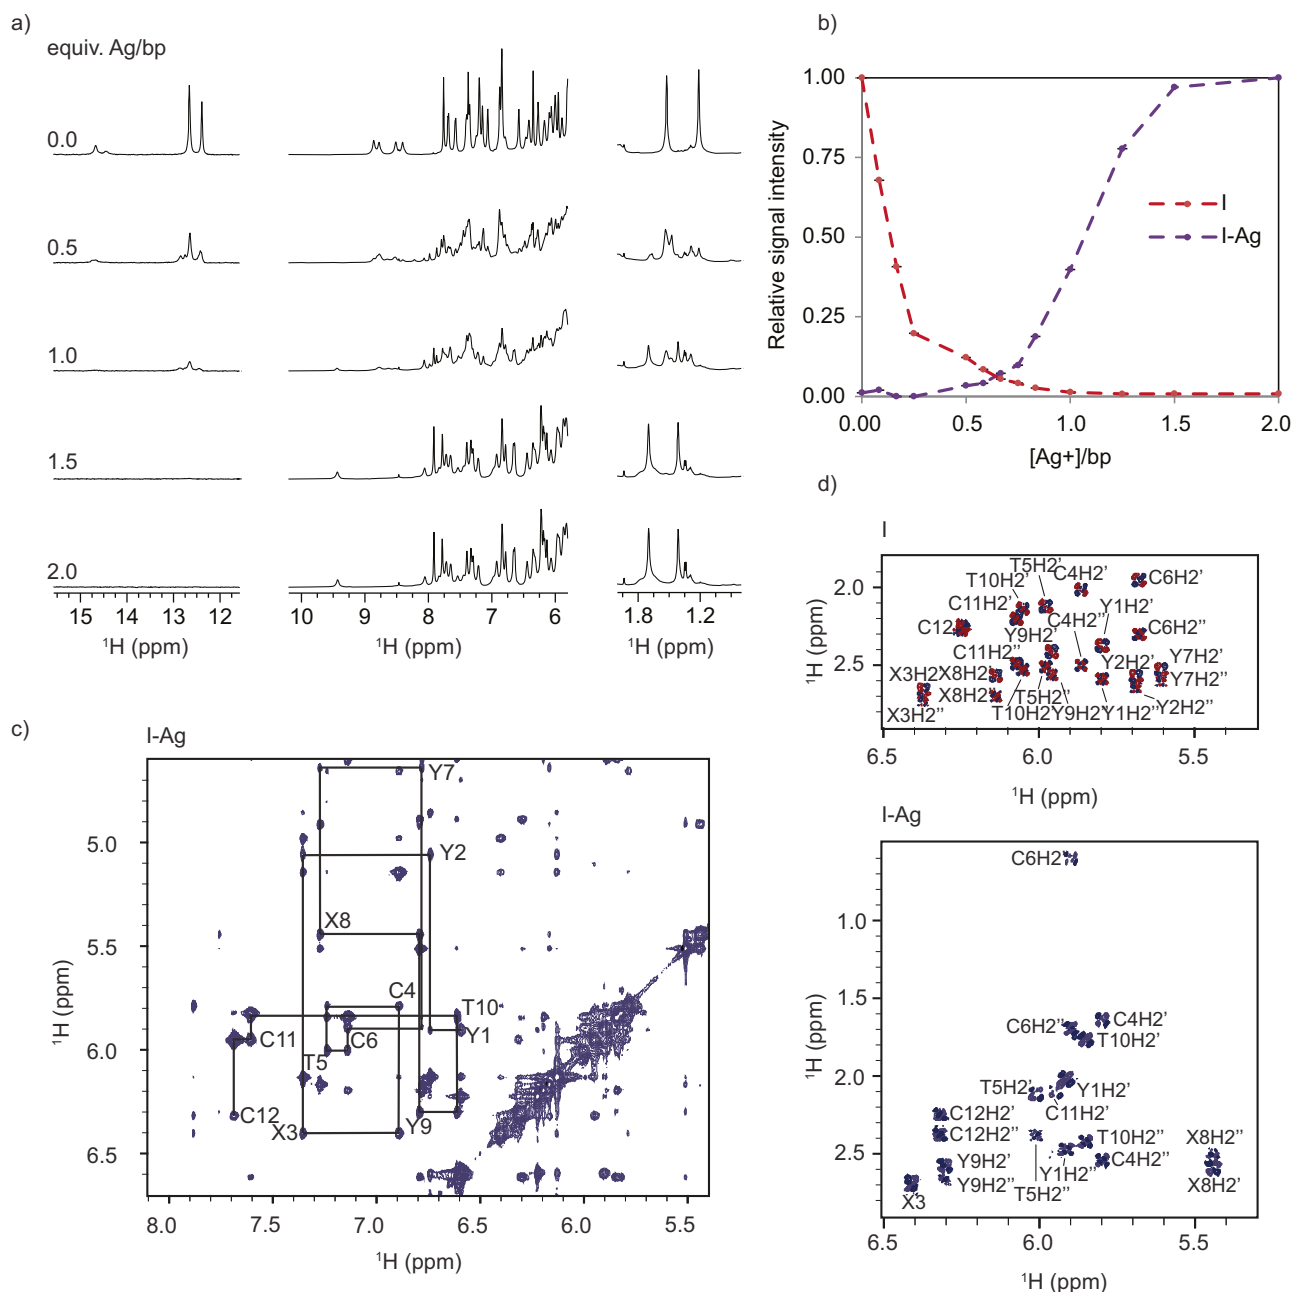 a)
equiv. Ag/bp
0.0
0.5
1.0
1.5
2.0
15 14 13 12
10 9 8 7 6
1.8 1.2
¹H (ppm)
¹H (ppm)
¹H (ppm)
b)
Relative signal intensity
1.00
0.75
0.50
0.25
0.00
I
I-Ag
0.00 0.5 1.0 1.5 2.0
[Ag+]/bp
c)
I-Ag
¹H (ppm)
5.0
5.5
6.0
6.5
Y7
Y2
X8
C4
T10
C11
C6
Y1
T5
C12
X3
Y9
8.0 7.5 7.0 6.5 6.0 5.5
¹H (ppm)
d)
I
¹H (ppm)
2.0
2.5
T5H2'
T10H2'
C4H2'
C6H2'
C11H2'
C4H2''
Y1H2'
C12
Y9H2'
C6H2''
C11H2''
Y2H2'
Y7H2'
X3H2'
X8H2'
Y7H2''
X8H2''
T5H2'
X3H2''
T10H2'
Y9H2'
Y1H2''
Y2H2''
6.5 6.0 5.5
¹H (ppm)
I-Ag
¹H (ppm)
1.0
1.5
2.0
2.5
C6H2'
C6H2''
C4H2'
T10H2'
T5H2'
Y1H2'
C11H2'
C12H2'
C12H2''
T10H2''
X8H2''
Y9H2'
C4H2''
Y1H2''
Y9H2''
X8H2'
T5H2''
X3
6.5 6.0 5.5
¹H (ppm)